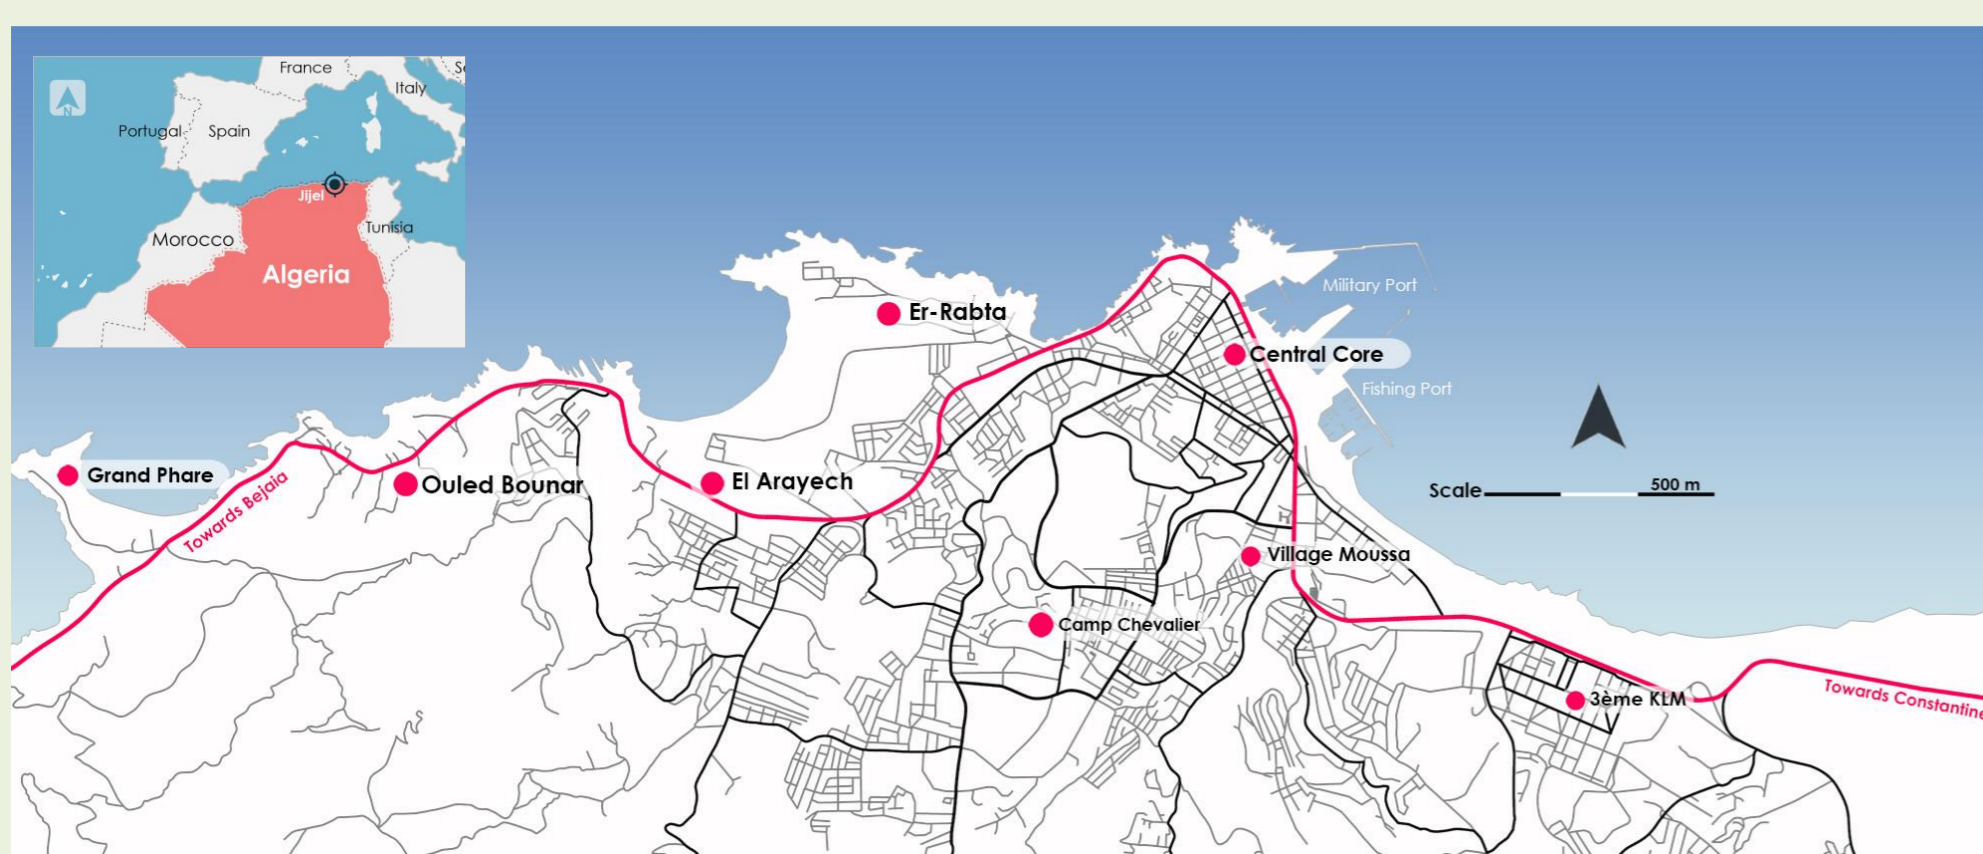 France
Se
Italy
N
Portugal
Spain
Jijel
Tunisia
Morocco
Algeria
Military Port
Er-Rabta
Central Core
Fishing Port
Grand Phare
Ouled Bounar
El Arayech
Scale
500 m
Towards Bejaia
Village Moussa
Camp Chevalier
3ème KLM
Towards Constantine